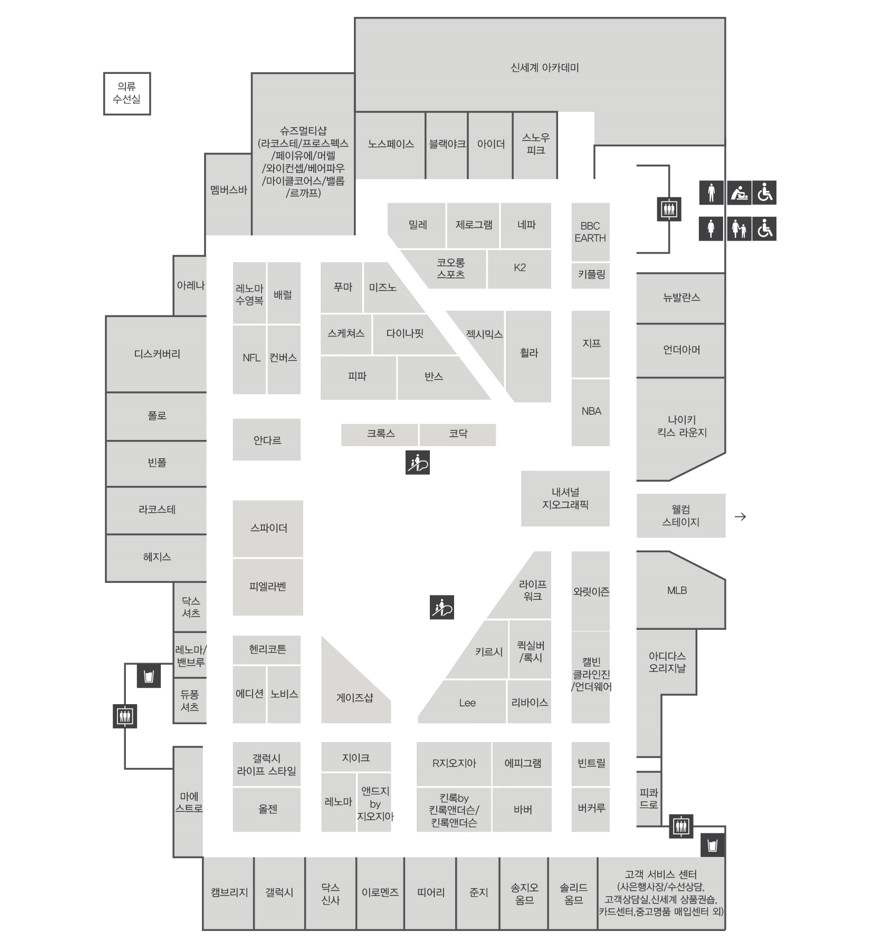 신세계 아카데미
의류
수선실
슈즈멀티샵
(라코스테/프로스펙스
/페이유에/머렐
/와이컨셉/베어파우
/마이클코어스/밸롭
/르까프)
노스페이스
블랙야크
아이더
스노우
피크
멤버스바
밀레
제로그램
네파
BBC
EARTH
코오롱
스포츠
K2
키플링
아레나
레노마
수영복
배럴
푸마
미즈노
뉴발란스
스케쳐스
다이나핏
젝시믹스
휠라
지프
언더아머
디스커버리
NFL
컨버스
피파
반스
폴로
NBA
나이키
킥스 라운지
안다르
크록스
코닥
빈폴
내셔널
지오그래픽
라코스테
스파이더
웰컴
스테이지
헤지스
피엘라벤
라이프
워크
와릿이즌
MLB
닥스
셔츠
레노마/
밴브루
헨리코튼
키르시
퀵실버
/록시
캘빈
클라인진
/언더웨어
아디다스
오리지날
듀퐁
셔츠
에디션
노비스
게이즈샵
Lee
리바이스
갤럭시
라이프 스타일
지이크
R지오지아
에피그램
빈트릴
마에
스트로
올젠
레노마
앤드지
by
지오지아
킨록by
킨록앤더슨/
킨록앤더슨
바버
버커루
피콰
드로
캠브리지
갤럭시
닥스
신사
이로멘즈
띠어리
준지
송지오
옴므
솔리드
옴므
고객 서비스 센터
(사은행사장/수선상담,
고객상담실,신세계 상품권숍,
카드센터,중고명품 매입센터 외)